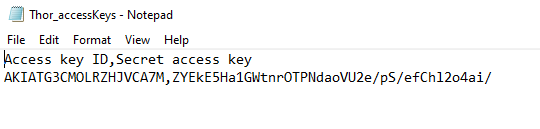 Thor_accessKeys - Notepad
File Edit Format View Help
Access key ID,Secret access key
AKIATG3CMOLRZHJVCA7M,ZYEkE5Ha1GWtnrOTPNdaoVU2e/pS/efChl2o4ai/